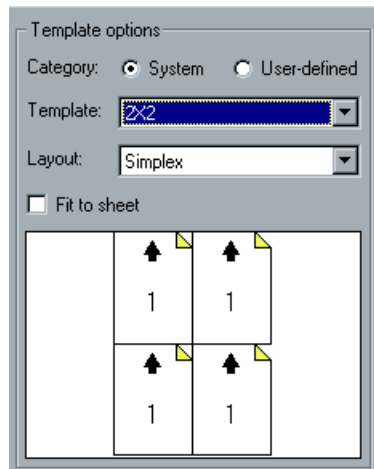 Template options
Category: System User-defined
Template: 2X2
Layout: Simplex
Fit to sheet
1 1
1 1